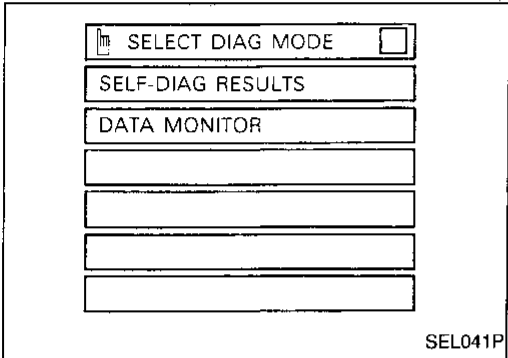 SELECT DIAG MODE
SELF-DIAG RESULTS
DATA MONITOR
SEL041P